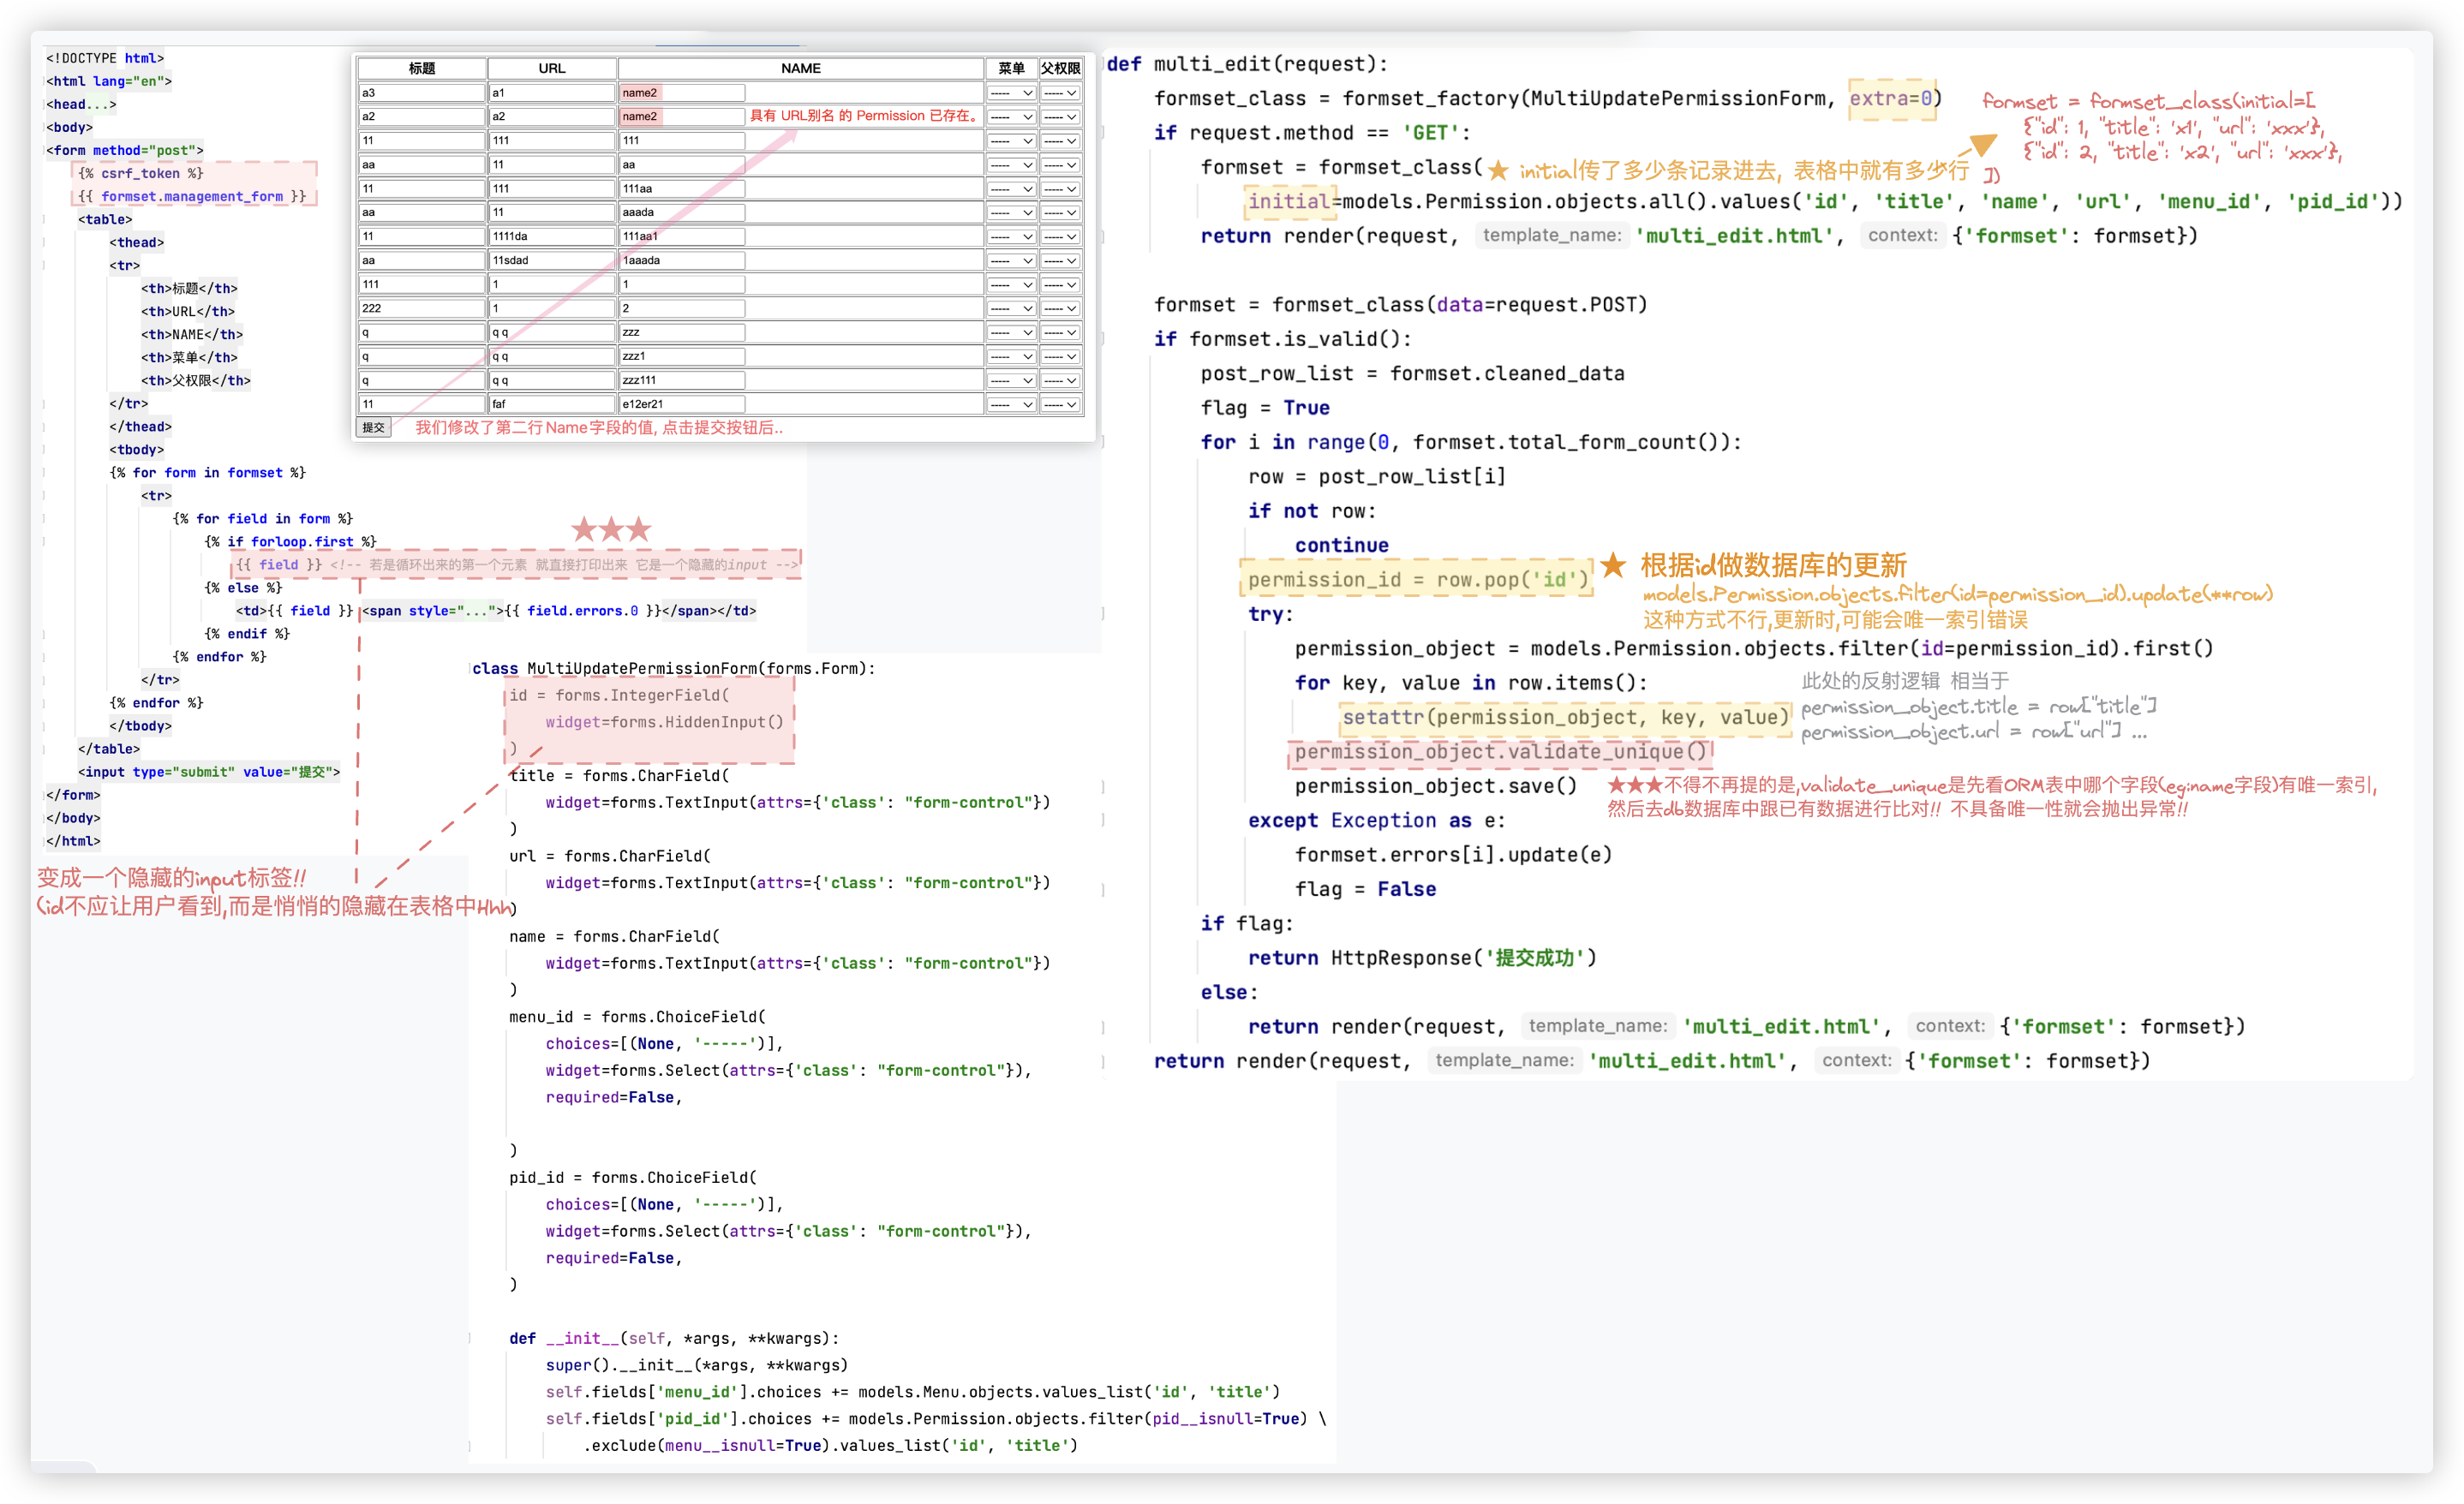 <!DOCTYPE html>
<html lang="en">
<head...>
<body>
<form method="post">
{% csrf_token %}
{{ formset.management_form }}
<table>
<thead>
<tr>
<th>标题</th>
<th>URL</th>
<th>NAME</th>
<th>菜单</th>
<th>父权限</th>
</tr>
</thead>
<tbody>
{% for form in formset %}
<tr>
{% for field in form %}
{% if forloop.first %}
★★★
{{ field }} <!-- 若是循环出来的第一个元素 就直接打印出来 它是一个隐藏的input -->
{% else %}
<td>{{ field }} <span style="...">{{ field.errors.0 }}</span></td>
{% endif %}
{% endfor %}
</tr>
{% endfor %}
</tbody>
</table>
<input type="submit" value="提交">
</form>
</body>
</html>
变成一个隐藏的input标签!!
(id不应让用户看到,而是悄悄的隐藏在表格中Hhh
标题 URL NAME 菜单 父权限
a3 a1 name2 ----- -----
a2 a2 name2 具有 URL别名 的 Permission 已存在。 ----- -----
11 111 111 ----- -----
aa 11 aa ----- -----
11 111 111aa ----- -----
aa 11 aaada ----- -----
11 1111da 111aa1 ----- -----
aa 11sdad 1aaada ----- -----
111 1 1 ----- -----
222 1 2 ----- -----
q q q zzz ----- -----
q q q zzz1 ----- -----
q q q zzz111 ----- -----
11 faf e12er21 ----- -----
提交 我们修改了第二行Name字段的值, 点击提交按钮后..
class MultiUpdatePermissionForm(forms.Form):
id = forms.IntegerField(
widget=forms.HiddenInput()
)
title = forms.CharField(
widget=forms.TextInput(attrs={'class': "form-control"})
)
url = forms.CharField(
widget=forms.TextInput(attrs={'class': "form-control"})
)
name = forms.CharField(
widget=forms.TextInput(attrs={'class': "form-control"})
)
menu_id = forms.ChoiceField(
choices=[(None, '-----')],
widget=forms.Select(attrs={'class': "form-control"}),
required=False,
)
pid_id = forms.ChoiceField(
choices=[(None, '-----')],
widget=forms.Select(attrs={'class': "form-control"}),
required=False,
)
def __init__(self, *args, **kwargs):
super().__init__(*args, **kwargs)
self.fields['menu_id'].choices += models.Menu.objects.values_list('id', 'title')
self.fields['pid_id'].choices += models.Permission.objects.filter(pid__isnull=True) \
.exclude(menu__isnull=True).values_list('id', 'title')
def multi_edit(request):
formset_class = formset_factory(MultiUpdatePermissionForm, extra=0)
if request.method == 'GET':
formset = formset_class(
★ initial传了多少条记录进去, 表格中就有多少行
formset = formset_class(initial=[
{"id": 1, "title": 'x1', "url": 'xxx'},
{"id": 2, "title": 'x2', "url": 'xxx'},
])
initial=models.Permission.objects.all().values('id', 'title', 'name', 'url', 'menu_id', 'pid_id'))
return render(request, template_name: 'multi_edit.html', context: {'formset': formset})
formset = formset_class(data=request.POST)
if formset.is_valid():
post_row_list = formset.cleaned_data
flag = True
for i in range(0, formset.total_form_count()):
row = post_row_list[i]
if not row:
continue
permission_id = row.pop('id')
★ 根据id做数据库的更新
models.Permission.objects.filter(id=permission_id).update(**row)
这种方式不行,更新时,可能会唯一索引错误
try:
permission_object = models.Permission.objects.filter(id=permission_id).first()
for key, value in row.items():
setattr(permission_object, key, value)
此处的反射逻辑 相当于
permission_object.title = row["title"]
permission_object.url = row["url"] ...
permission_object.validate_unique()
permission_object.save()
★★★不得不再提的是,validate_unique是先看ORM表中哪个字段(eg:name字段)有唯一索引,
然后去db数据库中跟已有数据进行比对!! 不具备唯一性就会抛出异常!!
except Exception as e:
formset.errors[i].update(e)
flag = False
if flag:
return HttpResponse('提交成功')
else:
return render(request, template_name: 'multi_edit.html', context: {'formset': formset})
return render(request, template_name: 'multi_edit.html', context: {'formset': formset})